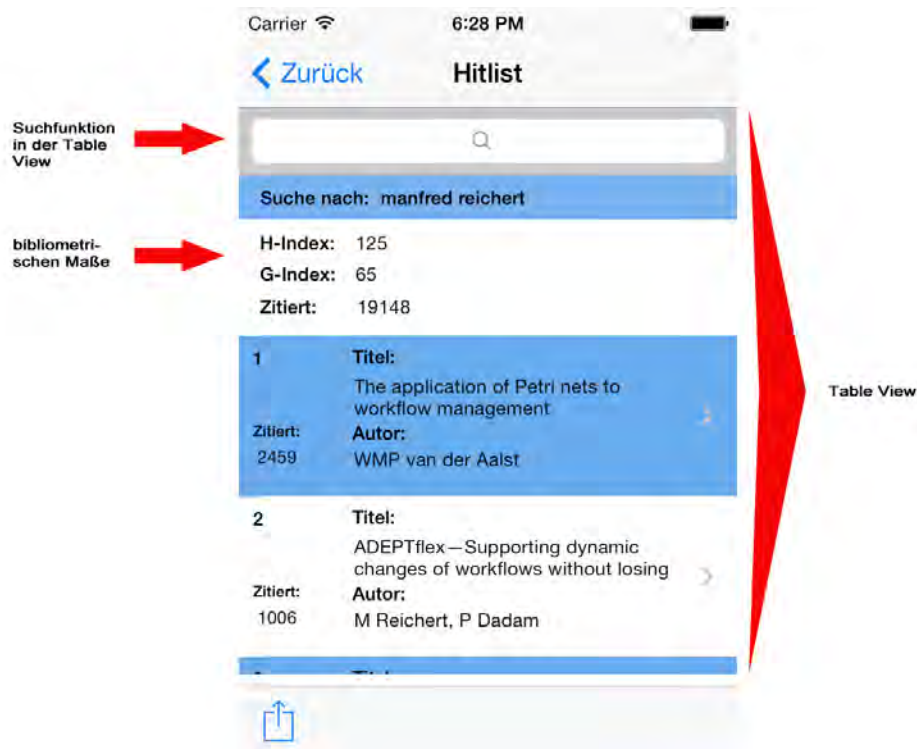 Carrier 6:28 PM
Zurück Hitlist
Suchfunktion
in der Table
View
Suche nach: manfred reichert
bibliometri-
schen Maße
H-Index: 125
G-Index: 65
Zitiert: 19148
1 Titel:
The application of Petri nets to
workflow management
Zitiert: Autor:
2459 WMP van der Aalst
Table View
2 Titel:
ADEPTflex—Supporting dynamic
changes of workflows without losing
Zitiert: Autor:
1006 M Reichert, P Dadam